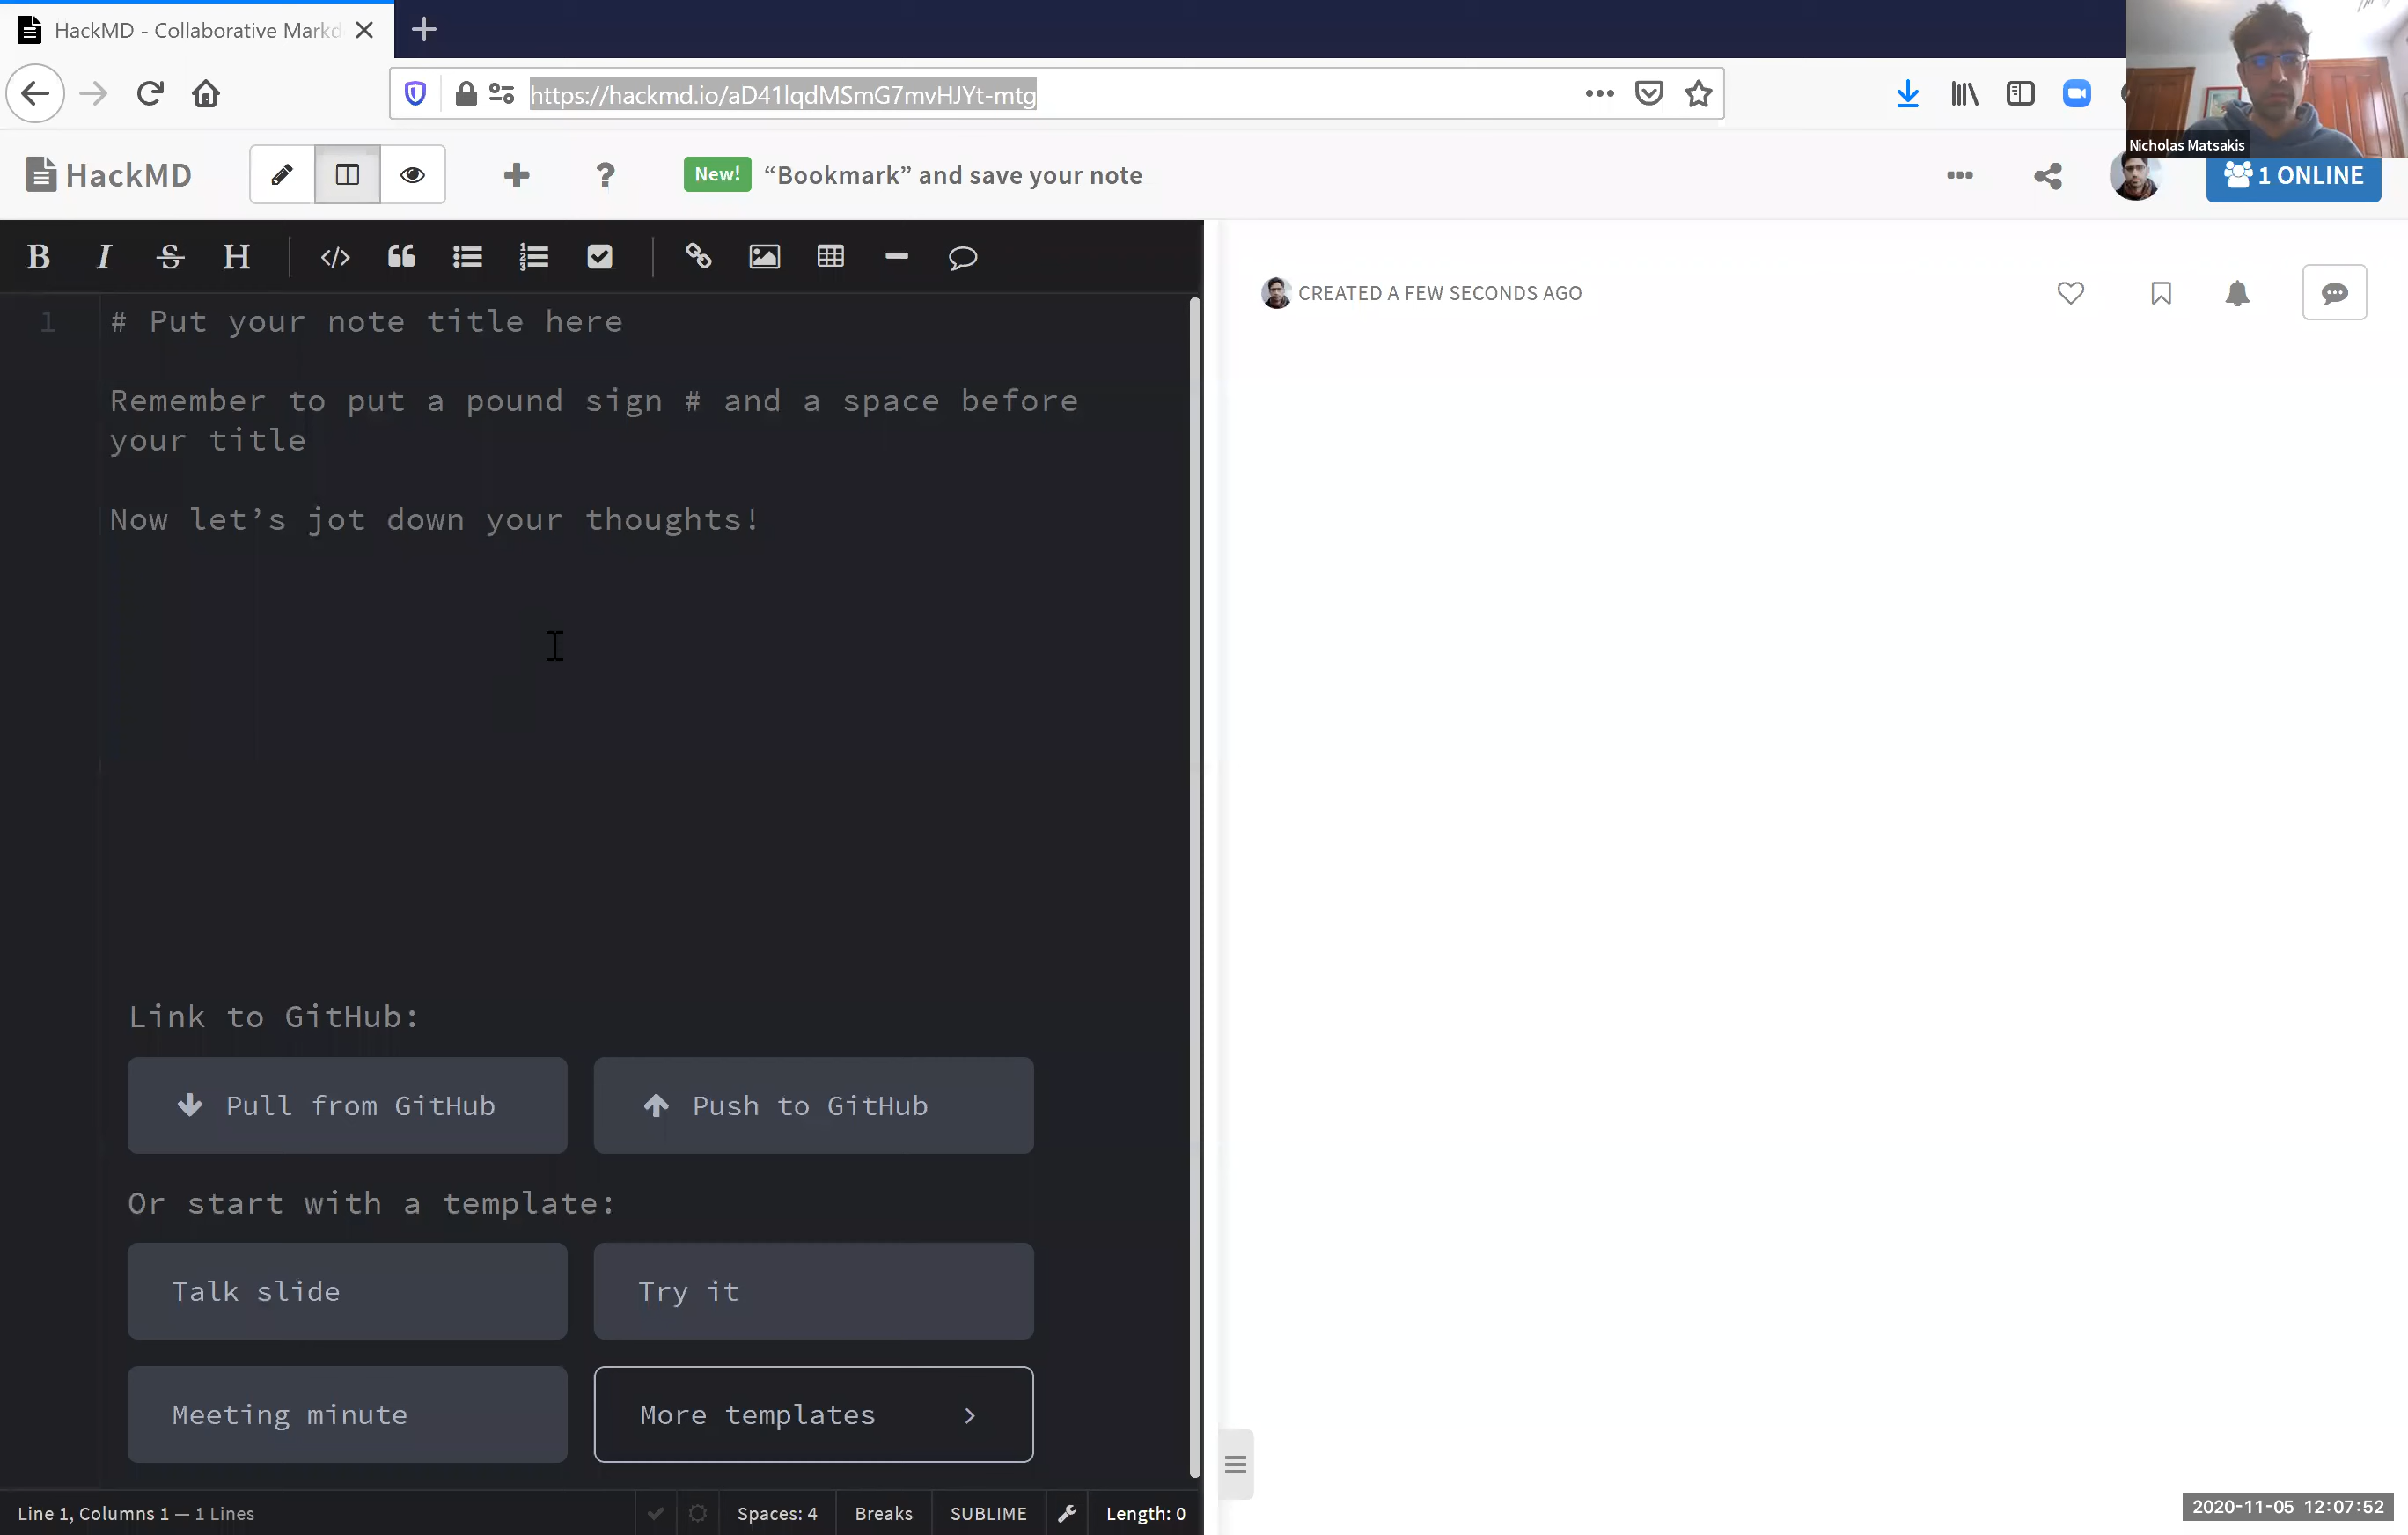 HackMD - Collaborative Markd
https://hackmd.io/aD41lqdMSmG7mvHJYt-mtg
Nicholas Matsakis
HackMD
New! “Bookmark” and save your note
1 ONLINE
B I S H
CREATED A FEW SECONDS AGO
1 # Put your note title here
Remember to put a pound sign # and a space before
your title
Now let’s jot down your thoughts!
Link to GitHub:
Pull from GitHub Push to GitHub
Or start with a template:
Talk slide Try it
Meeting minute More templates
Line 1, Columns 1 — 1 Lines Spaces: 4 Breaks SUBLIME Length: 0
2020-11-05 12:07:52